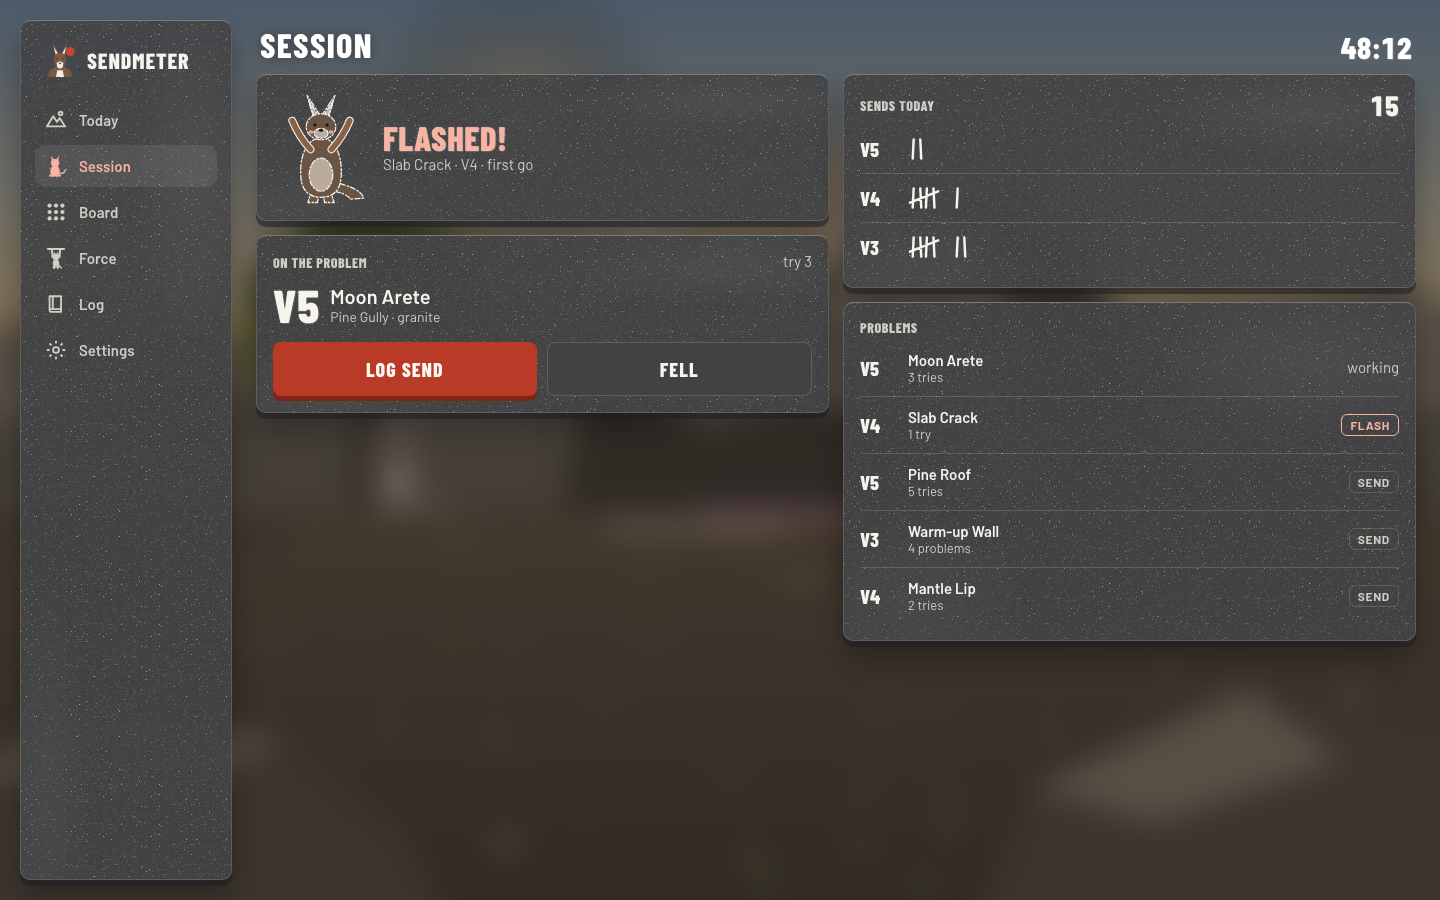 SENDMETER
Today
Session
Board
Force
Log
Settings
SESSION
48:12
FLASHED!
Slab Crack · V4 · first go
ON THE PROBLEM
try 3
V5
Moon Arete
Pine Gully · granite
LOG SEND
FELL
SENDS TODAY
15
V5
V4
V3
PROBLEMS
V5
Moon Arete
3 tries
working
V4
Slab Crack
1 try
FLASH
V5
Pine Roof
5 tries
SEND
V3
Warm-up Wall
4 problems
SEND
V4
Mantle Lip
2 tries
SEND